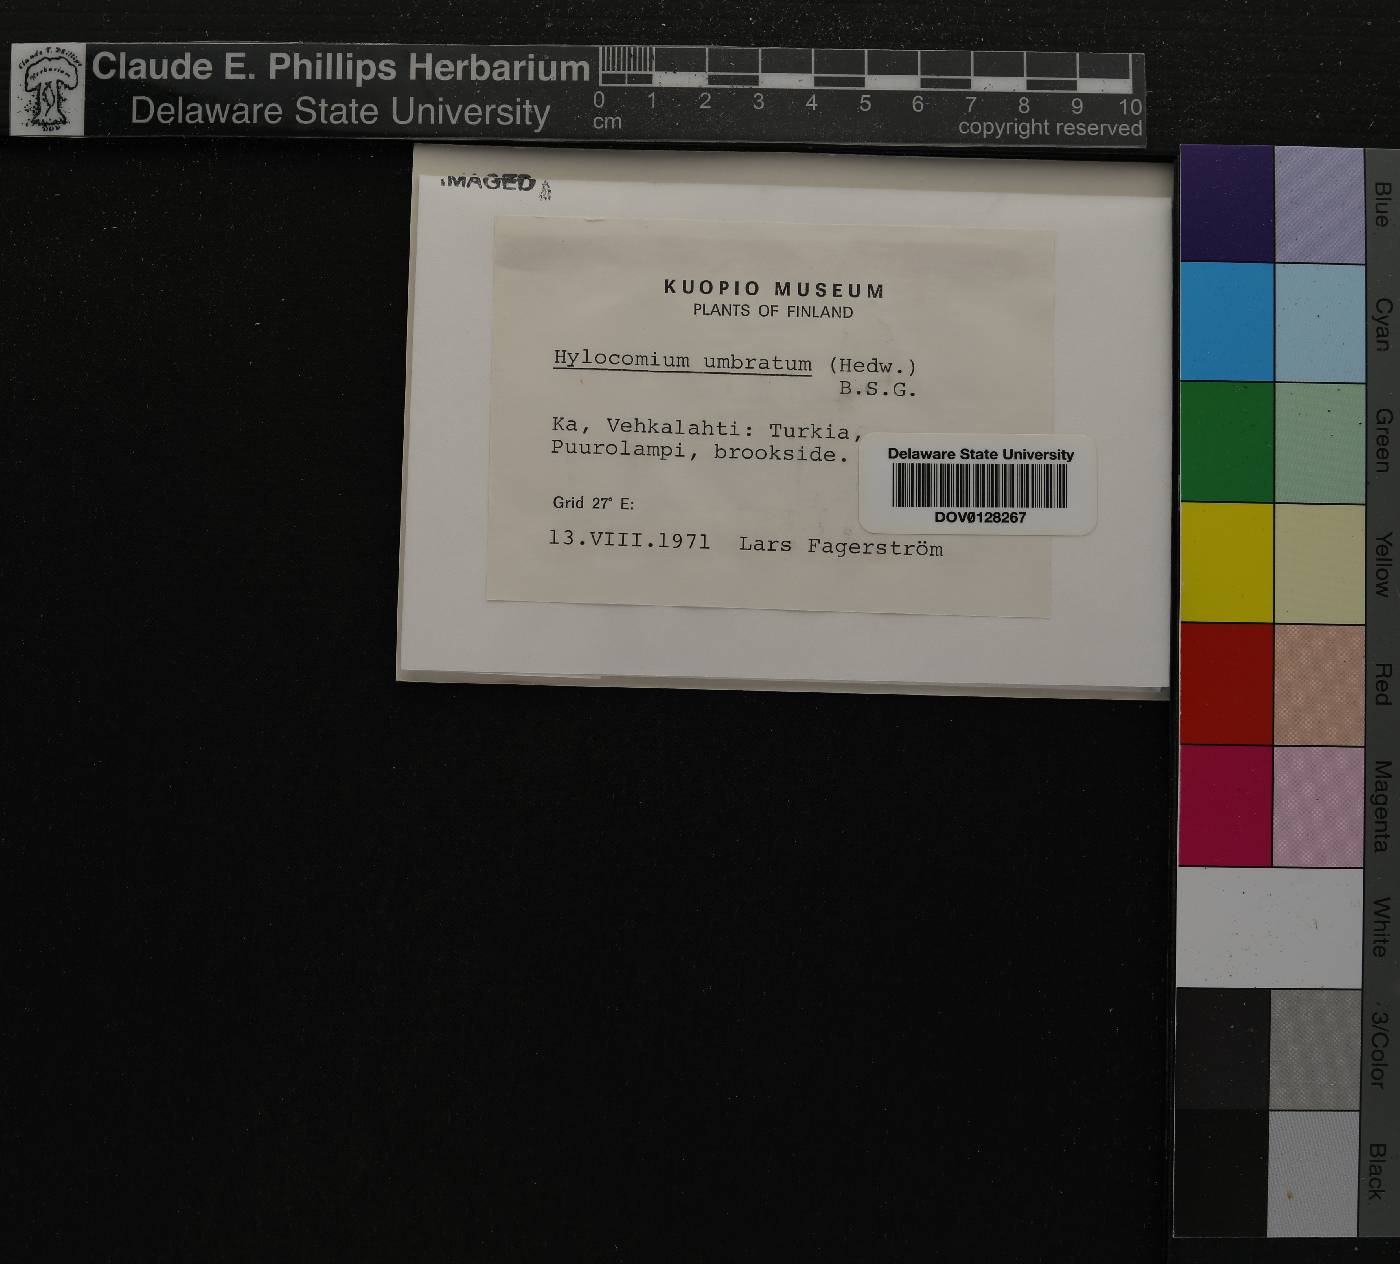 Claude E. Phillips Herbarium
Delaware State University
0 1 2 3 4 5 6 7 8 9 10
cm
copyright reserved
IMAGED
KUOPIO MUSEUM
PLANTS OF FINLAND
Hylocomium umbratum (Hedw.)
B.S.G.
Ka, Vehkalahti: Turkia,
Puurolampi, brookside.
Delaware State University
DOV0128267
Grid 27° E:
13.VIII.1971 Lars Fagerström
Blue
Cyan
Green
Yellow
Red
Magenta
White
3/Color
Black